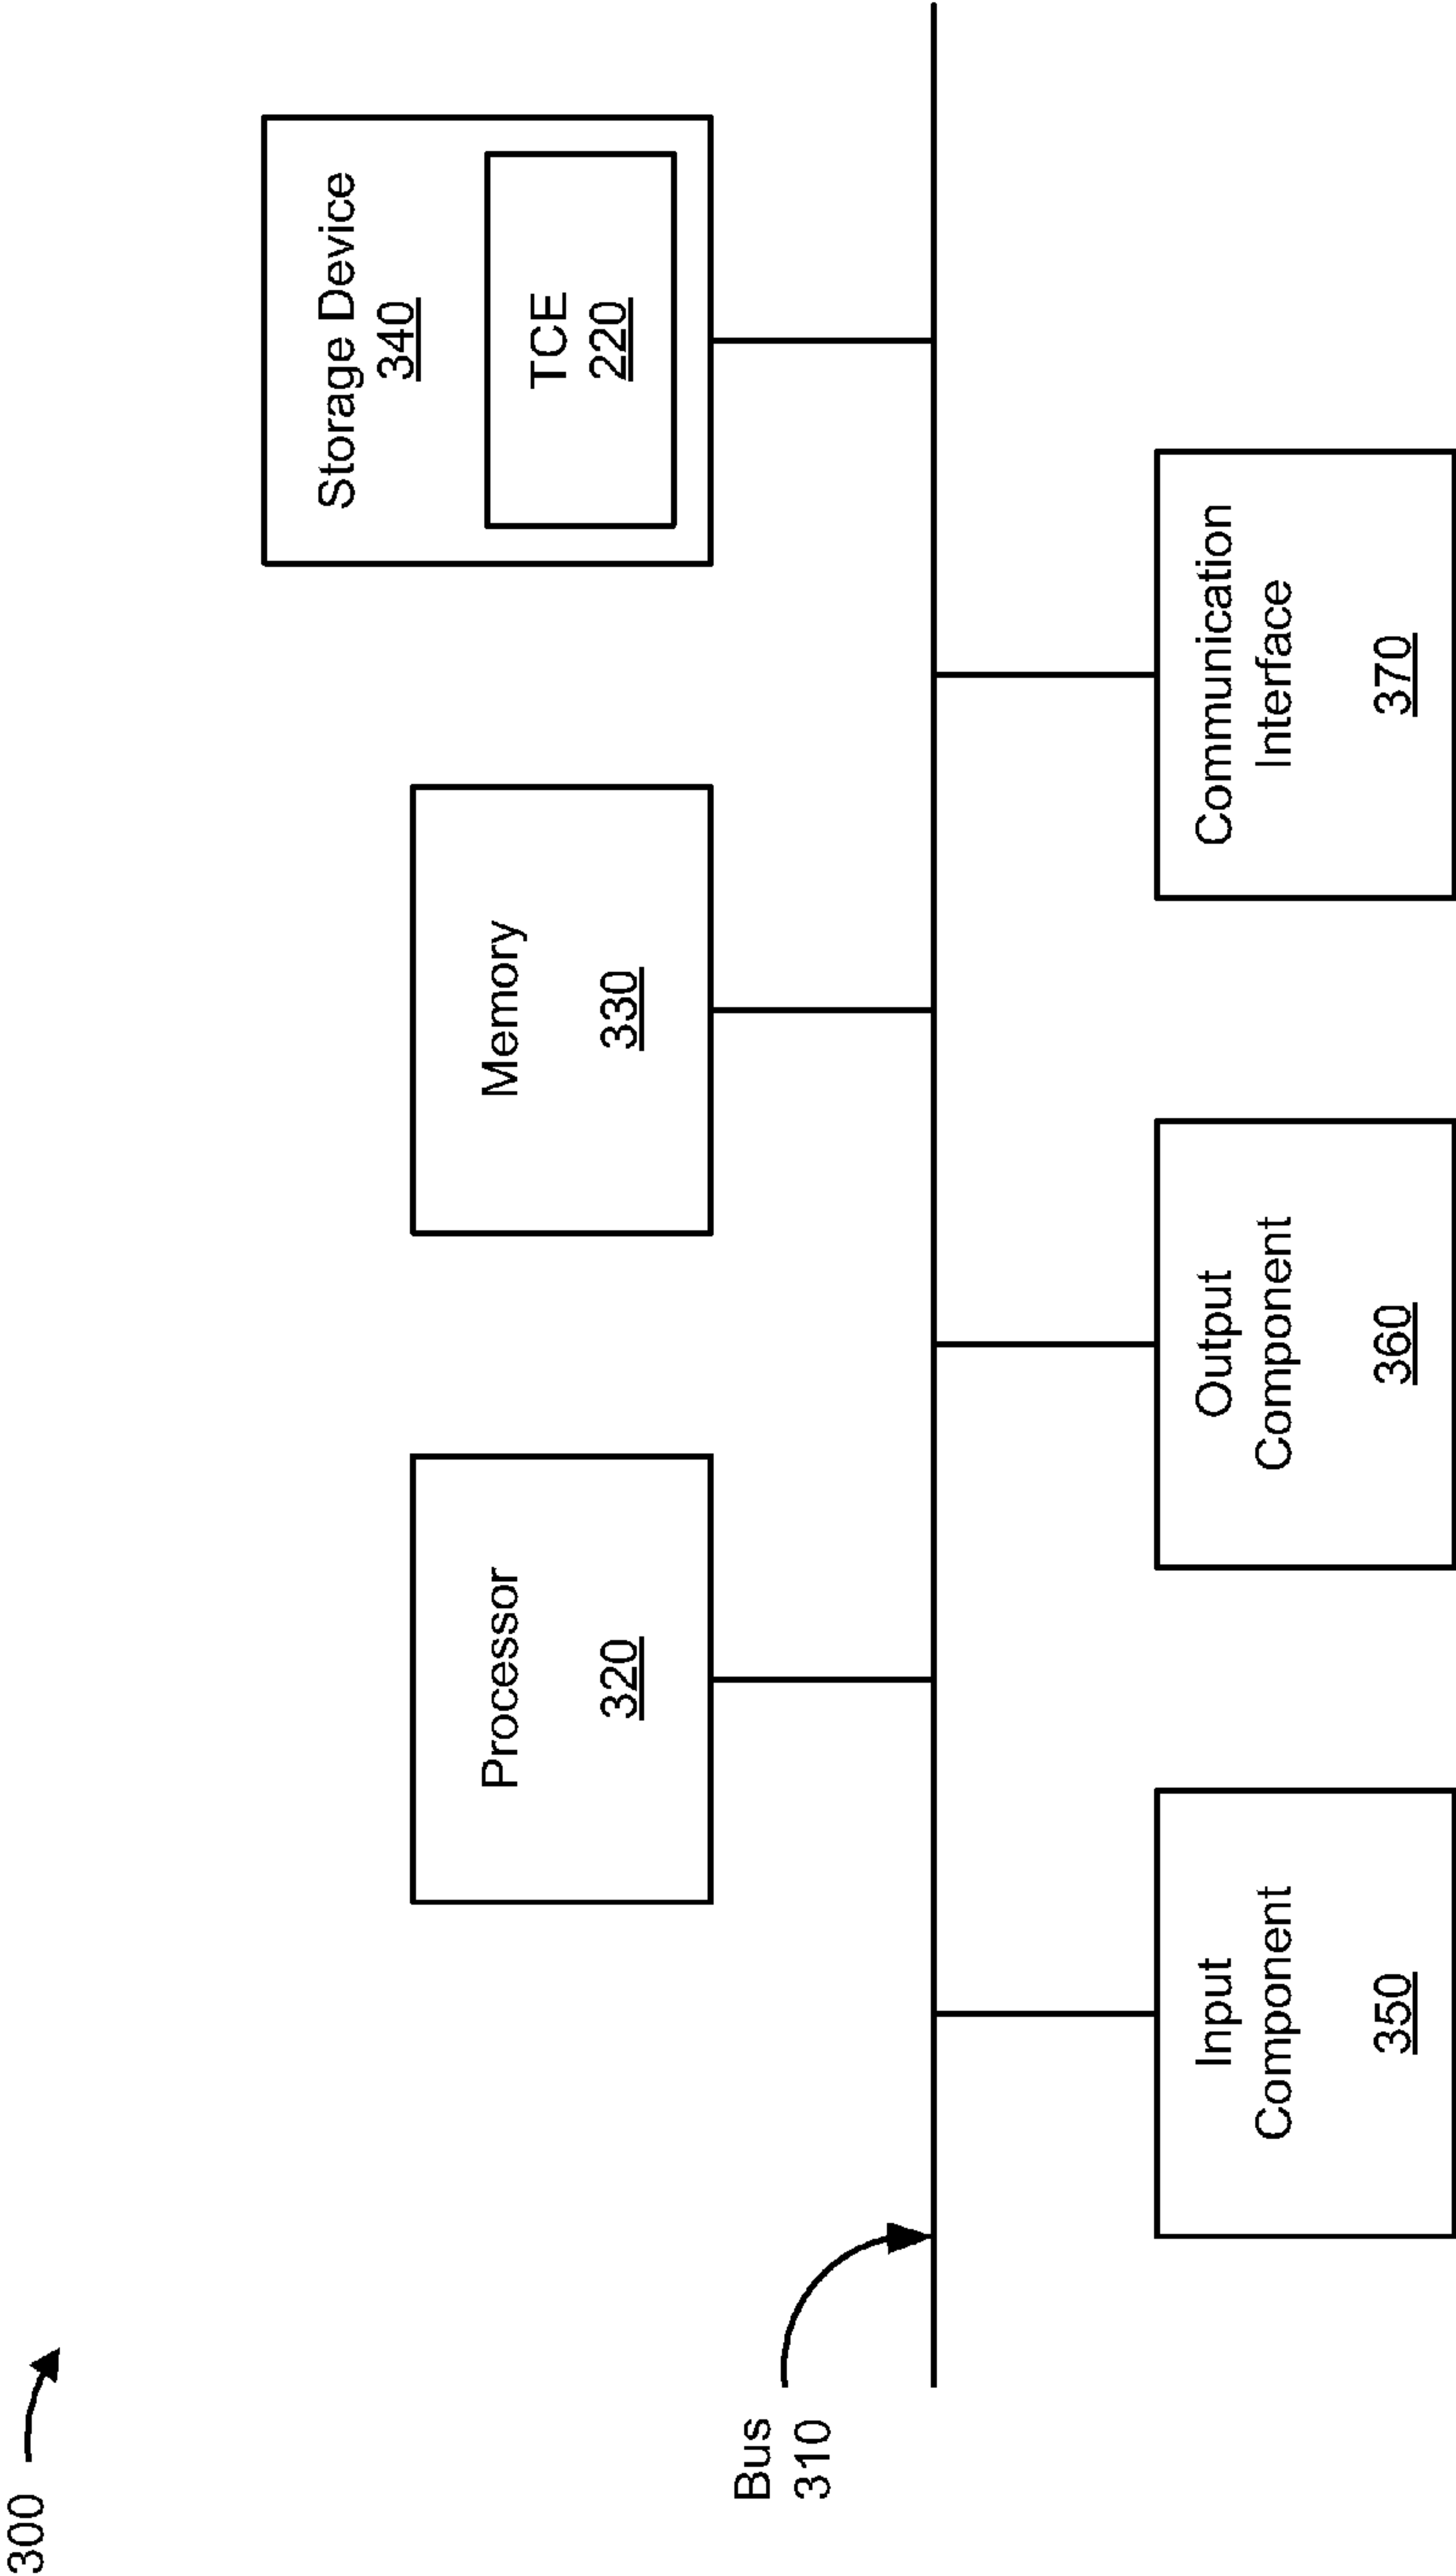 300
Bus
310
Processor
320
Memory
330
Storage Device
340
TCE
220
Input
Component
350
Output
Component
360
Communication
Interface
370